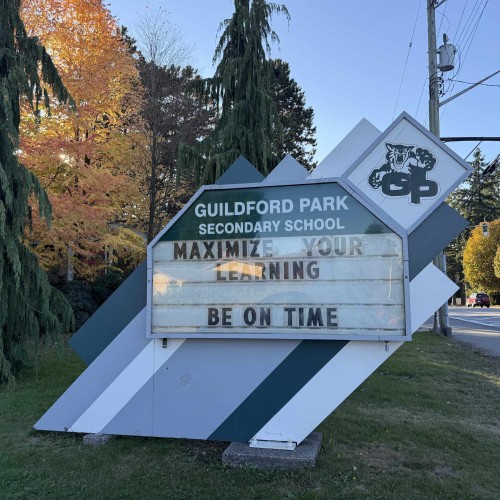 GP
GUILDFORD PARK
SECONDARY SCHOOL
MAXIMIZE YOUR
LEARNING
BE ON TIME